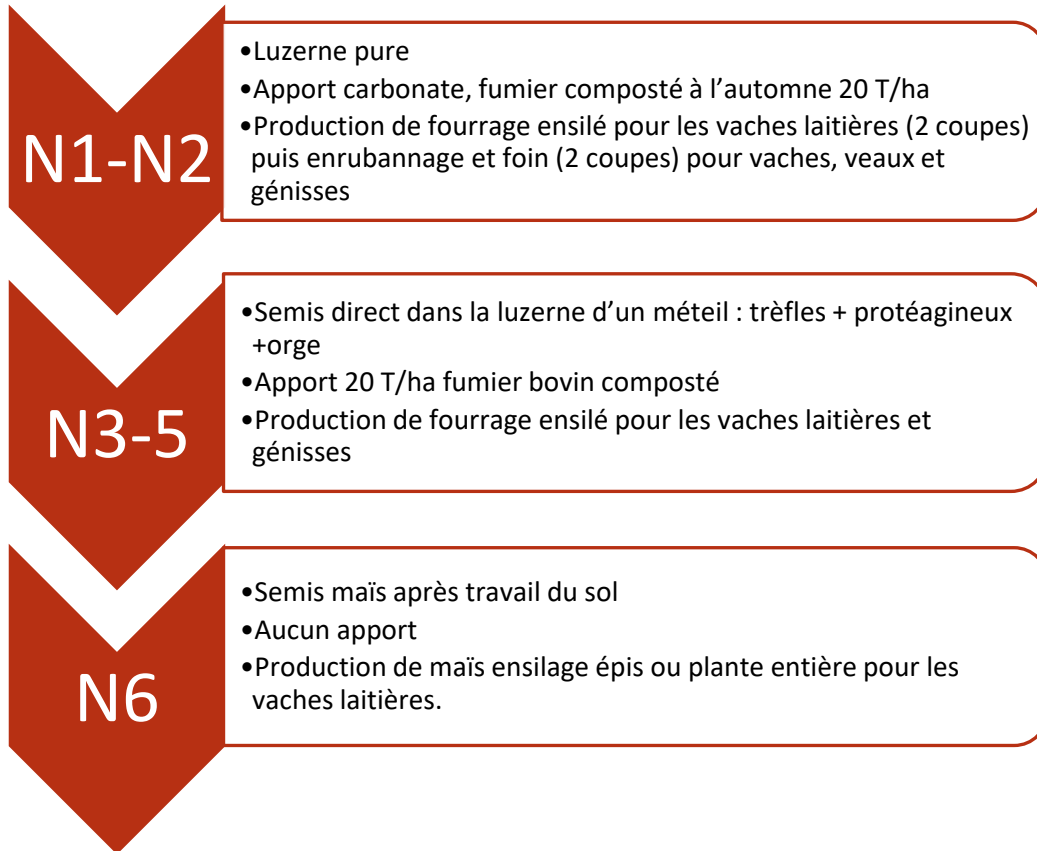 N1-N2
•Luzerne pure
•Apport carbonate, fumier composté à l’automne 20 T/ha
•Production de fourrage ensilé pour les vaches laitières (2 coupes)
puis enrubannage et foin (2 coupes) pour vaches, veaux et
génisses
N3-5
•Semis direct dans la luzerne d’un méteil : trèfles + protéagineux
+orge
•Apport 20 T/ha fumier bovin composté
•Production de fourrage ensilé pour les vaches laitières et
génisses
N6
•Semis maïs après travail du sol
•Aucun apport
•Production de maïs ensilage épis ou plante entière pour les
vaches laitières.